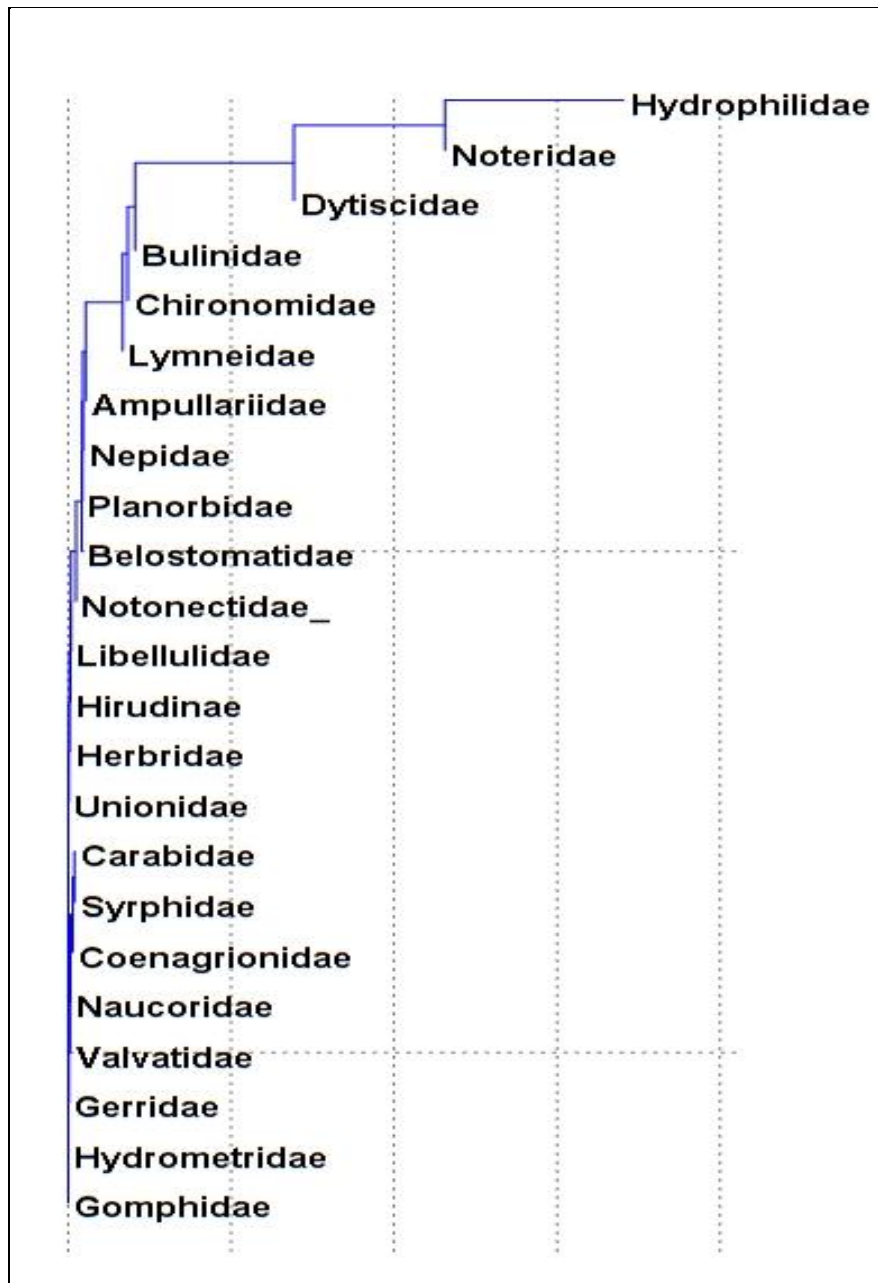 Hydrophilidae
Noteridae
Dytiscidae
Bulinidae
Chironomidae
Lymneidae
Ampullariidae
Nepidae
Planorbidae
Belostomatidae
Notonectidae_
Libellulidae
Hirudinae
Herbridae
Unionidae
Carabidae
Syrphidae
Coenagrionidae
Naucoridae
Valvatidae
Gerridae
Hydrometridae
Gomphidae